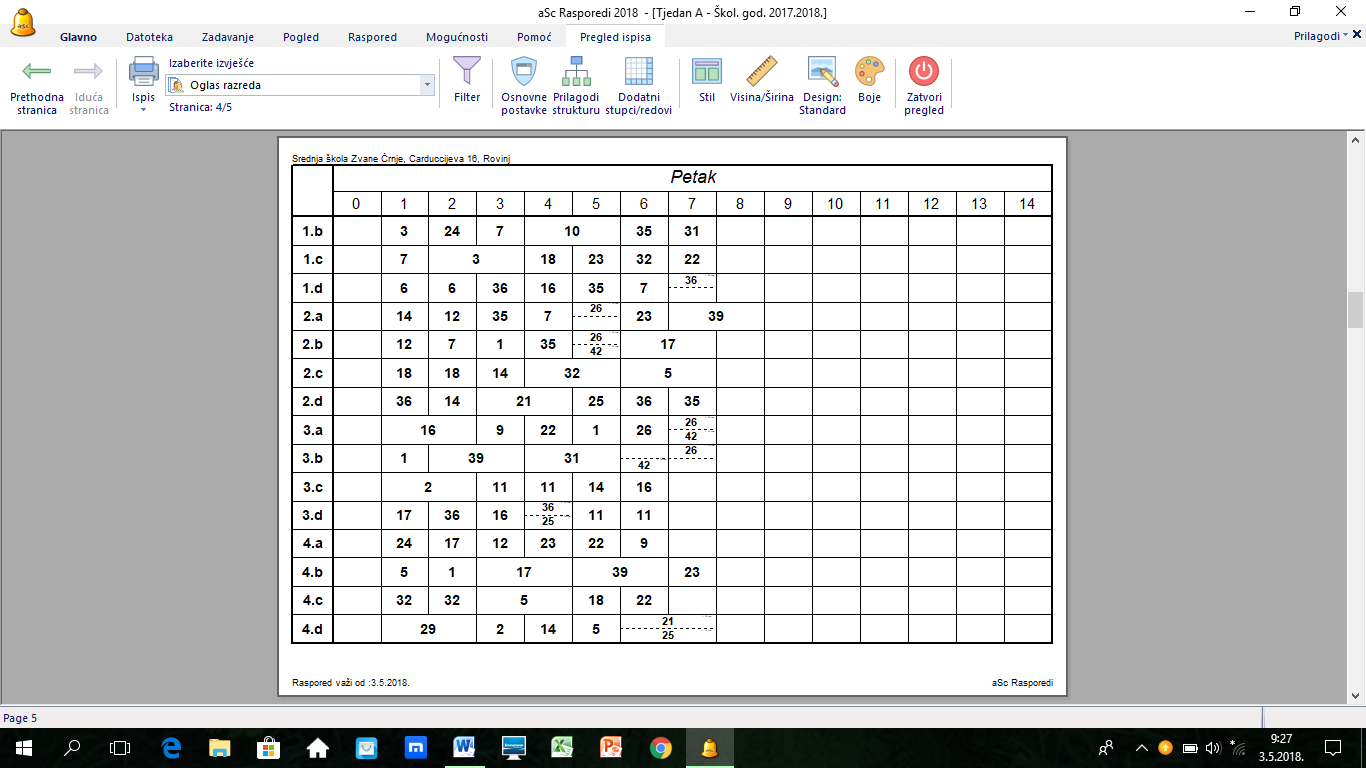 aSc Rasporedi 2018 - [Tjedan A - Škol. god. 2017.2018.]
Glavno Datoteka Zadavanje Pogled Raspored Mogućnosti Pomoć Pregled ispisa Prilagodi
Prethodna stranica
Iduća stranica
Ispis
Izaberite izvješće
Oglas razreda
Stranica: 4/5
Filter
Osnovne postavke
Prilagodi strukturu
Dodatni stupci/redovi
Stil
Visina/Širina
Design: Standard
Boje
Zatvori pregled
Srednja škola Zvane Črnje, Carduccijeva 16, Rovinj
Petak
0 1 2 3 4 5 6 7 8 9 10 11 12 13 14
1.b 3 24 7 10 35 31
1.c 7 3 18 23 32 22
1.d 6 6 36 16 35 7 36
2.a 14 12 35 7 26 23 39
2.b 12 7 1 35 26 42 17
2.c 18 18 14 32 5
2.d 36 14 21 25 36 35
3.a 16 9 22 1 26 26 42
3.b 1 39 31 42 26
3.c 2 11 11 14 16
3.d 17 36 16 36 25 11 11
4.a 24 17 12 23 22 9
4.b 5 1 17 39 23
4.c 32 32 5 18 22
4.d 29 2 14 5 21 25
Raspored važi od :3.5.2018. aSc Rasporedi
Page 5
9:27
3.5.2018.